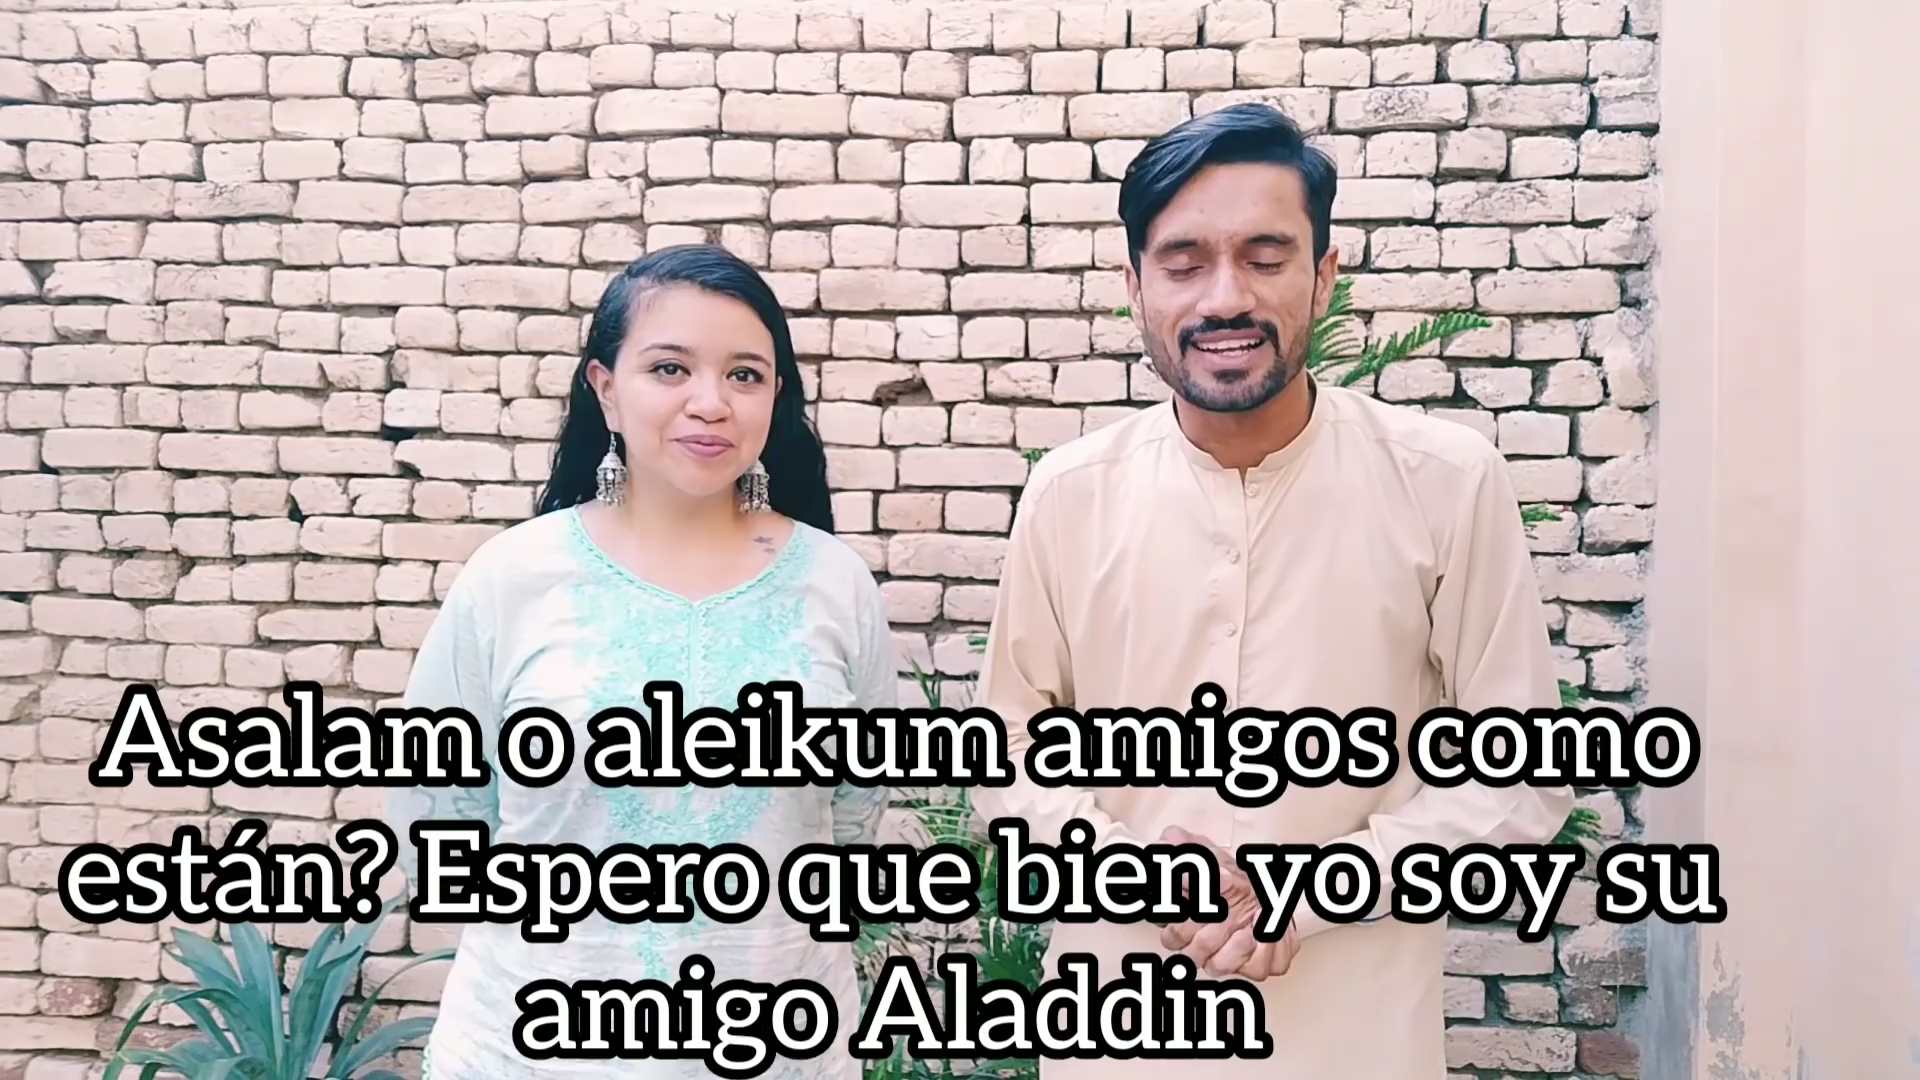 Asalam o aleikum amigos como
están? Espero que bien yo soy su
amigo Aladdin